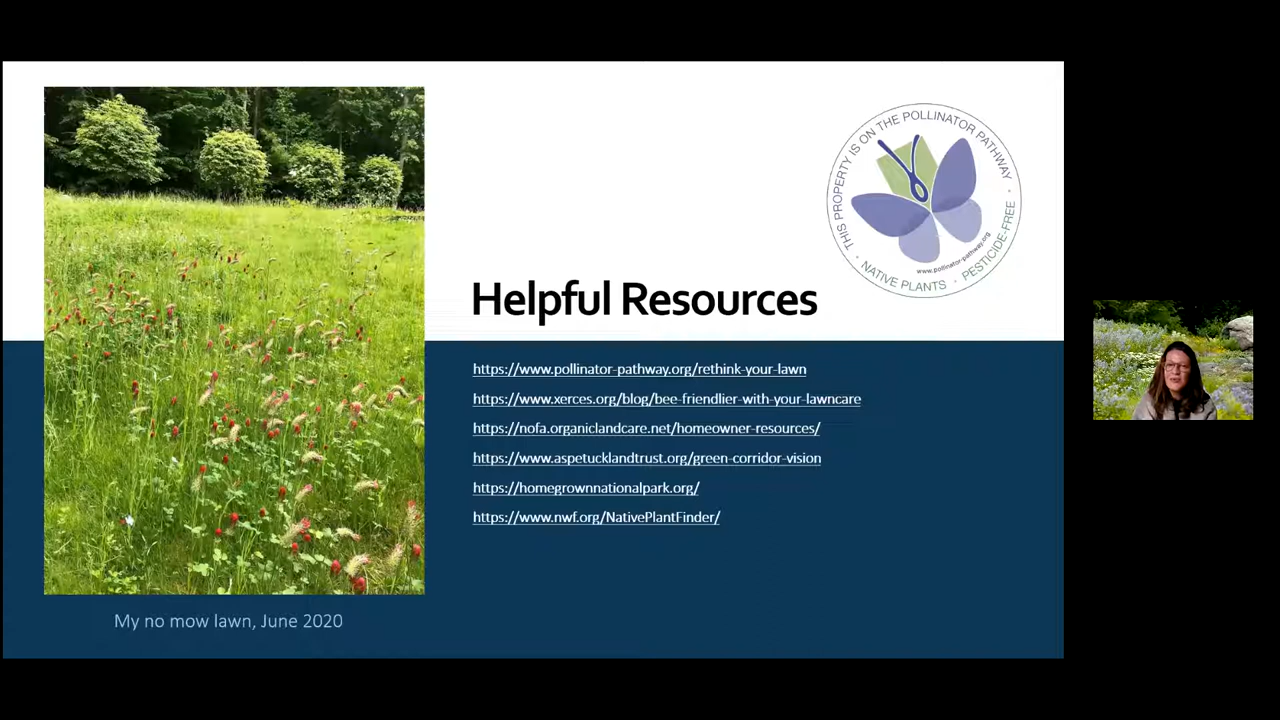 THIS PROPERTY IS ON THE POLLINATOR PATHWAY
NATIVE PLANTS · PESTICIDE-FREE
www.pollinator-pathway.org
Helpful Resources
https://www.pollinator-pathway.org/rethink-your-lawn
https://www.xerces.org/blog/bee-friendlier-with-your-lawncare
https://nofa.organiclandcare.net/homeowner-resources/
https://www.aspetucklandtrust.org/green-corridor-vision
https://homegrownnationalpark.org/
https://www.nwf.org/NativePlantFinder/
My no mow lawn, June 2020